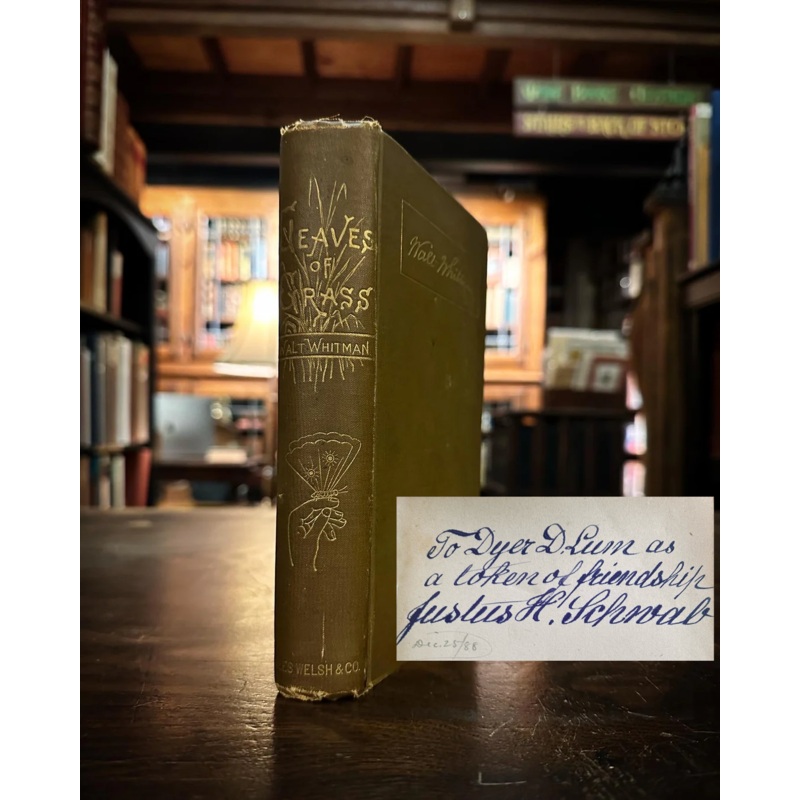 LEAVES
OF
GRASS
WALT WHITMAN
REES WELSH & CO.
Walt Whitman
To Dyer D. Lum as
a token of friendship
Justus H. Schwab
Dec. 25/88